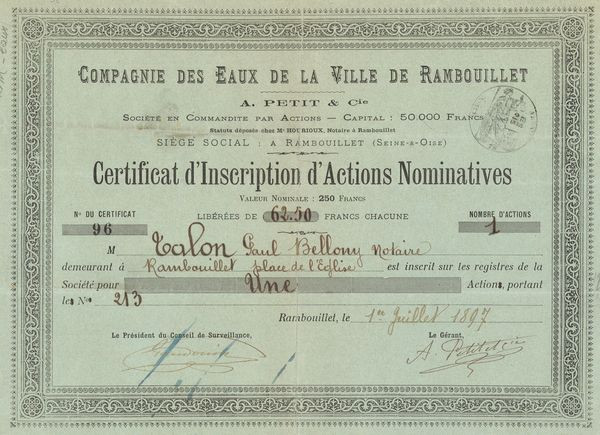 COMPAGNIE DES EAUX DE LA VILLE DE RAMBOUILLET
A. PETIT & Cie
SOCIÉTÉ EN COMMANDITE PAR ACTIONS — CAPITAL : 50.000 FRANCS
Statuts déposés chez Me HOURIOUX, Notaire à Rambouillet
SIÈGE SOCIAL : A RAMBOUILLET (SEINE-&-OISE)
Certificat d'Inscription d'Actions Nominatives
VALEUR NOMINALE : 250 FRANCS
LIBÉRÉES DE 62.50 FRANCS CHACUNE
No DU CERTIFICAT
96
NOMBRE D'ACTIONS
1
M Talon Paul Bellony Notaire
demeurant à Rambouillet place de l'Eglise est inscrit sur les registres de la
Société pour Une Actions, portant
les Nos 213
Rambouillet, le 1er Juillet 1897
Le Président du Conseil de Surveillance,
Le Gérant,
A. Petit & Cie